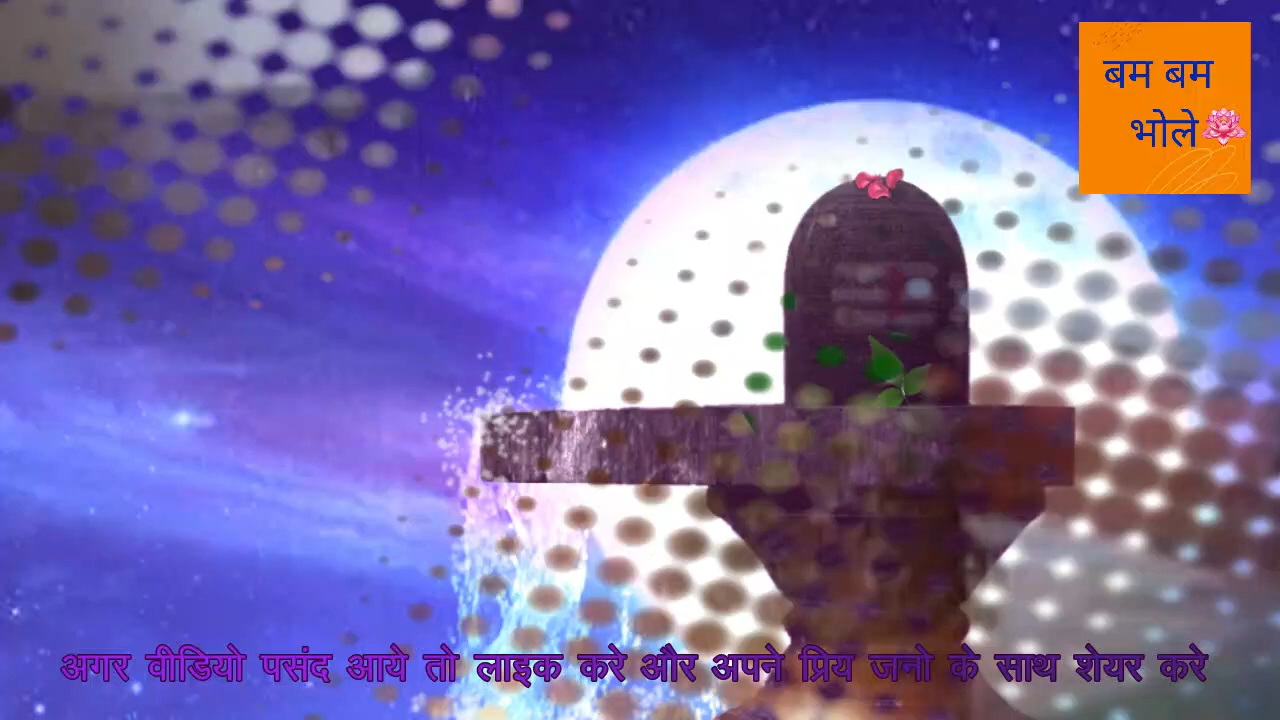 बम बम
भोले
अगर वीडियो पसंद आये तो लाइक करे और अपने प्रिय जनो के साथ शेयर करे